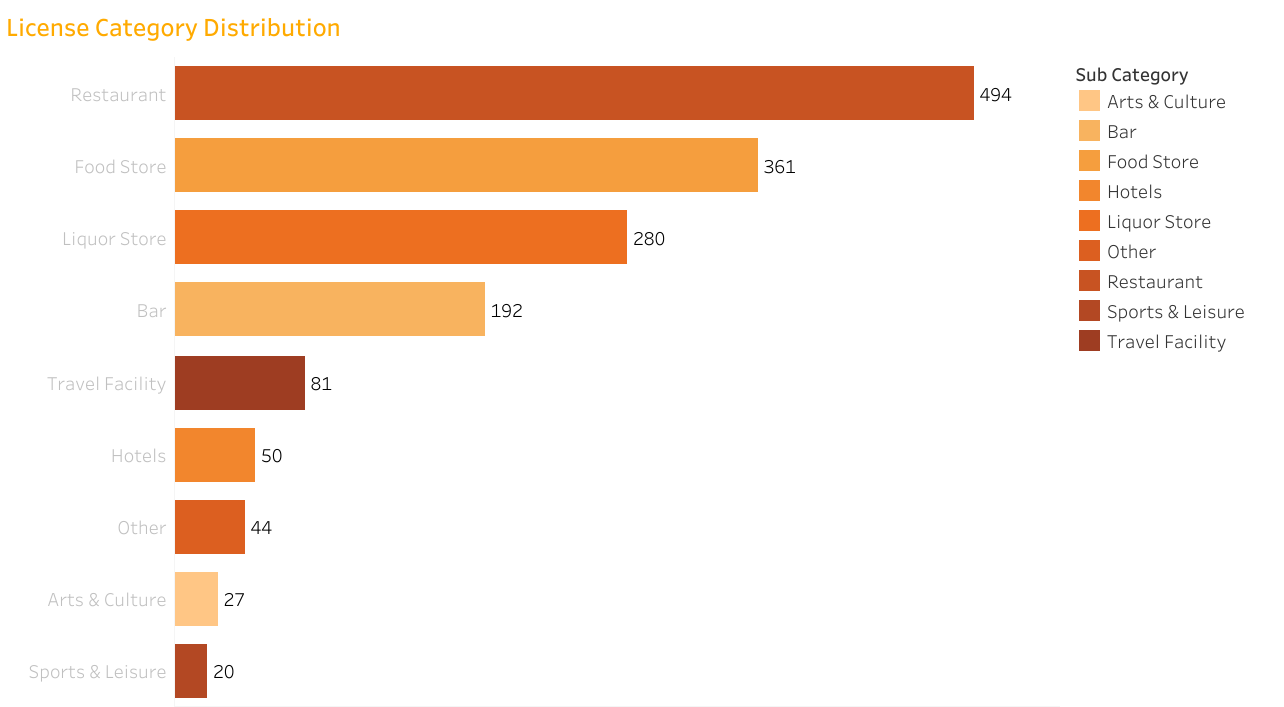 License Category Distribution
Restaurant 494
Food Store 361
Liquor Store 280
Bar 192
Travel Facility 81
Hotels 50
Other 44
Arts & Culture 27
Sports & Leisure 20
Sub Category
Arts & Culture
Bar
Food Store
Hotels
Liquor Store
Other
Restaurant
Sports & Leisure
Travel Facility